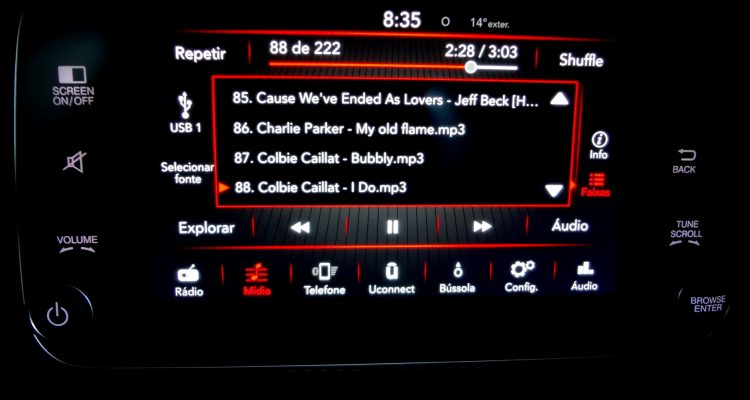 8:35 O 14° exter.
Repetir 88 de 222 2:28 / 3:03 Shuffle
SCREEN
ON/OFF
USB 1
85. Cause We've Ended As Lovers - Jeff Beck [H...
86. Charlie Parker - My old flame.mp3
Info
87. Colbie Caillat - Bubbly.mp3
Selecionar
fonte
88. Colbie Caillat - I Do.mp3
Faixas
BACK
Explorar Áudio
VOLUME
TUNE
SCROLL
Rádio Mídia Telefone Uconnect Bússola Config. Áudio
BROWSE
ENTER